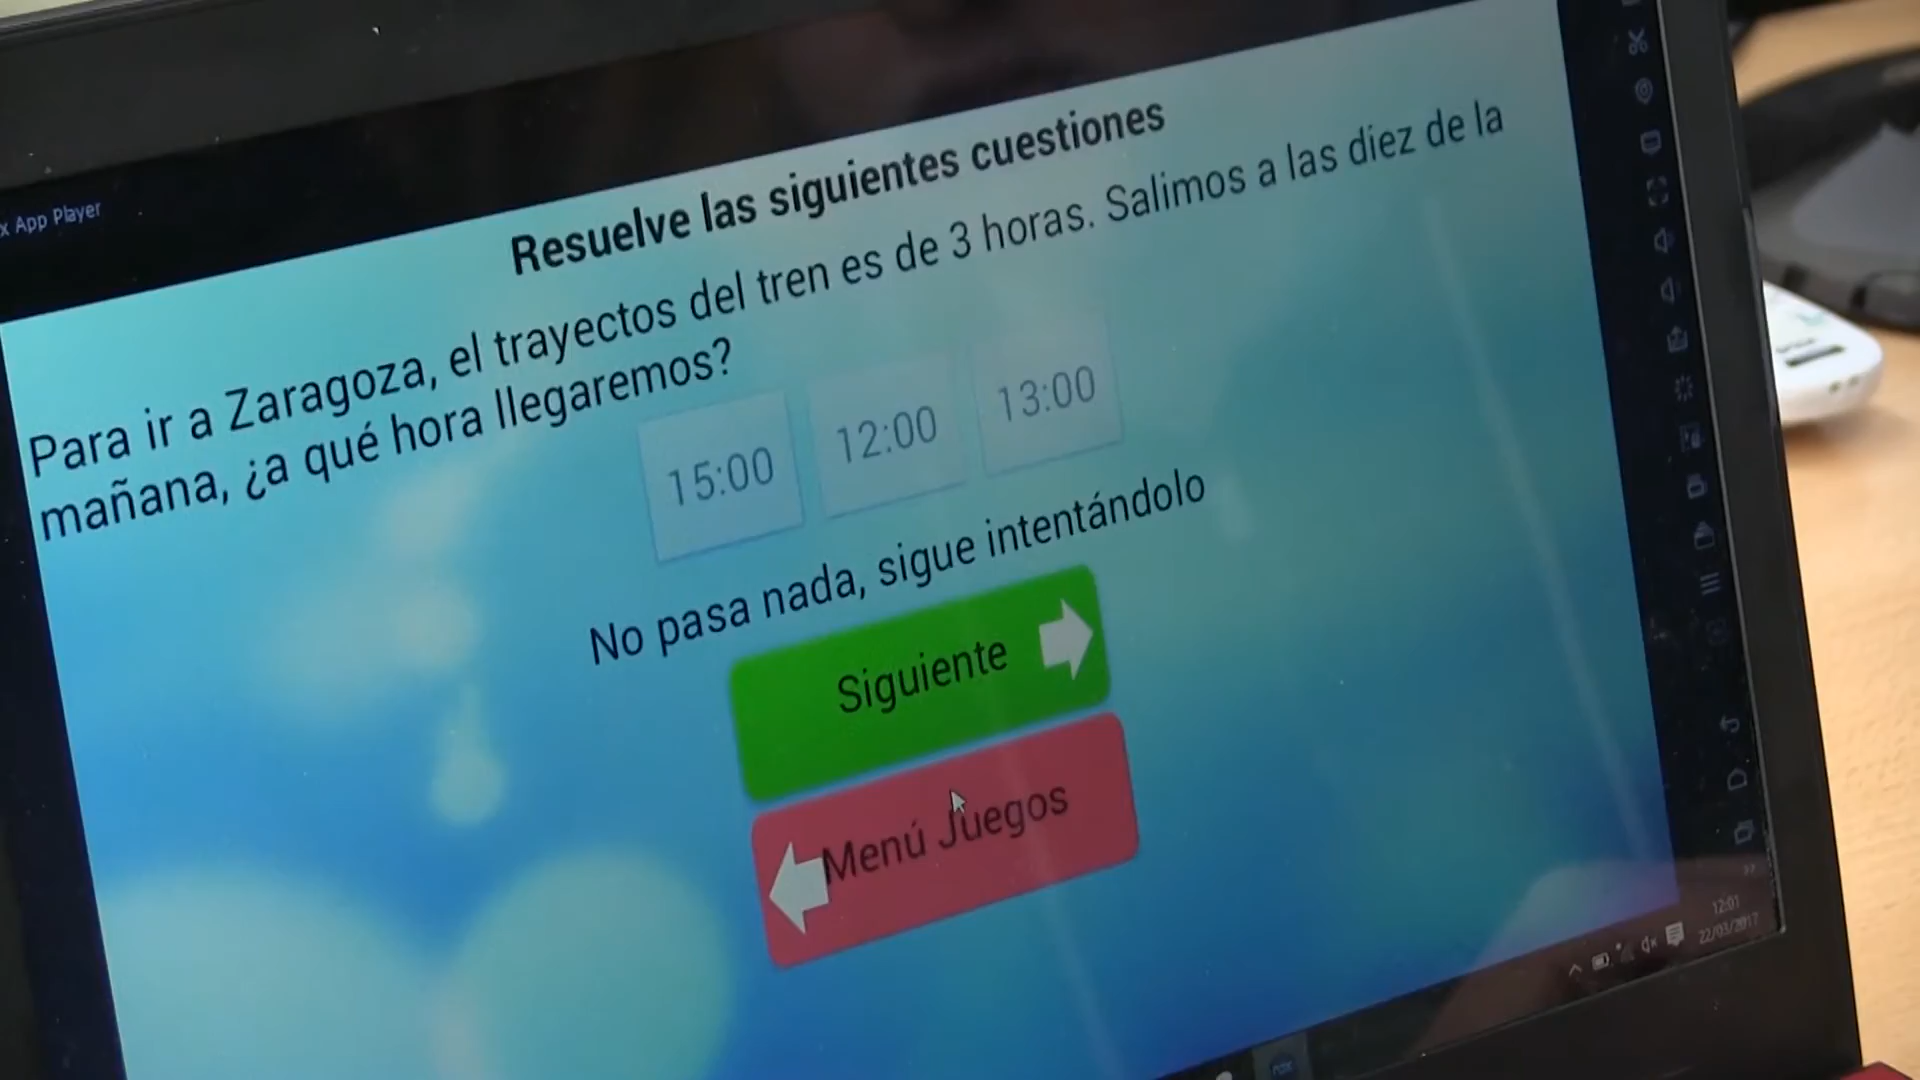 x App Player
Resuelve las siguientes cuestiones
Para ir a Zaragoza, el trayectos del tren es de 3 horas. Salimos a las diez de la
mañana, ¿a qué hora llegaremos?
15:00 12:00 13:00
No pasa nada, sigue intentándolo
Siguiente
Menú Juegos
12:01
22/03/2017
nox